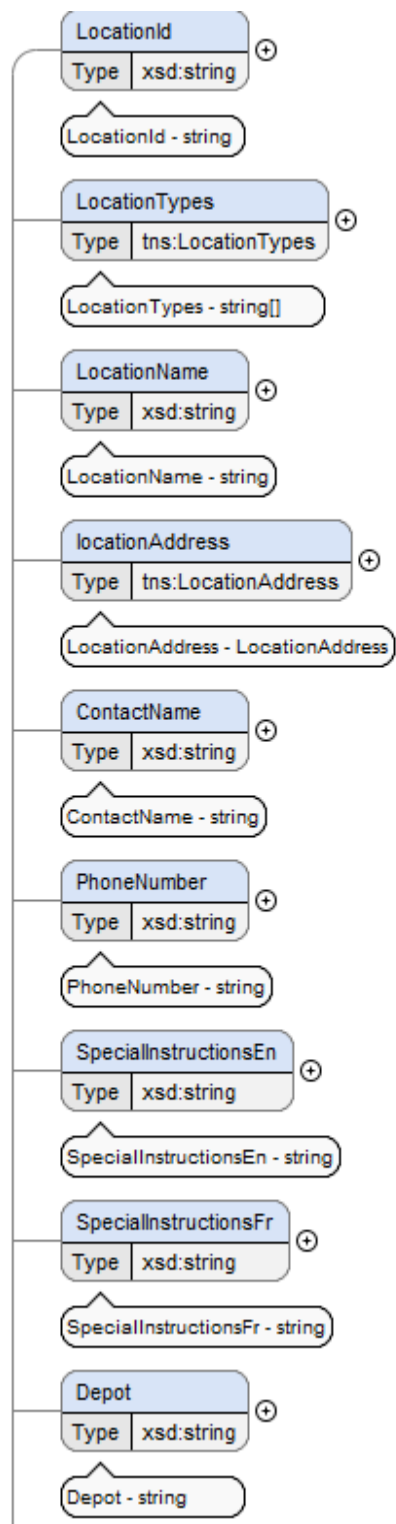 LocationId
Type xsd:string
LocationId - string
LocationTypes
Type tns:LocationTypes
LocationTypes - string[]
LocationName
Type xsd:string
LocationName - string
locationAddress
Type tns:LocationAddress
LocationAddress - LocationAddress
ContactName
Type xsd:string
ContactName - string
PhoneNumber
Type xsd:string
PhoneNumber - string
SpecialInstructionsEn
Type xsd:string
SpecialInstructionsEn - string
SpecialInstructionsFr
Type xsd:string
SpecialInstructionsFr - string
Depot
Type xsd:string
Depot - string